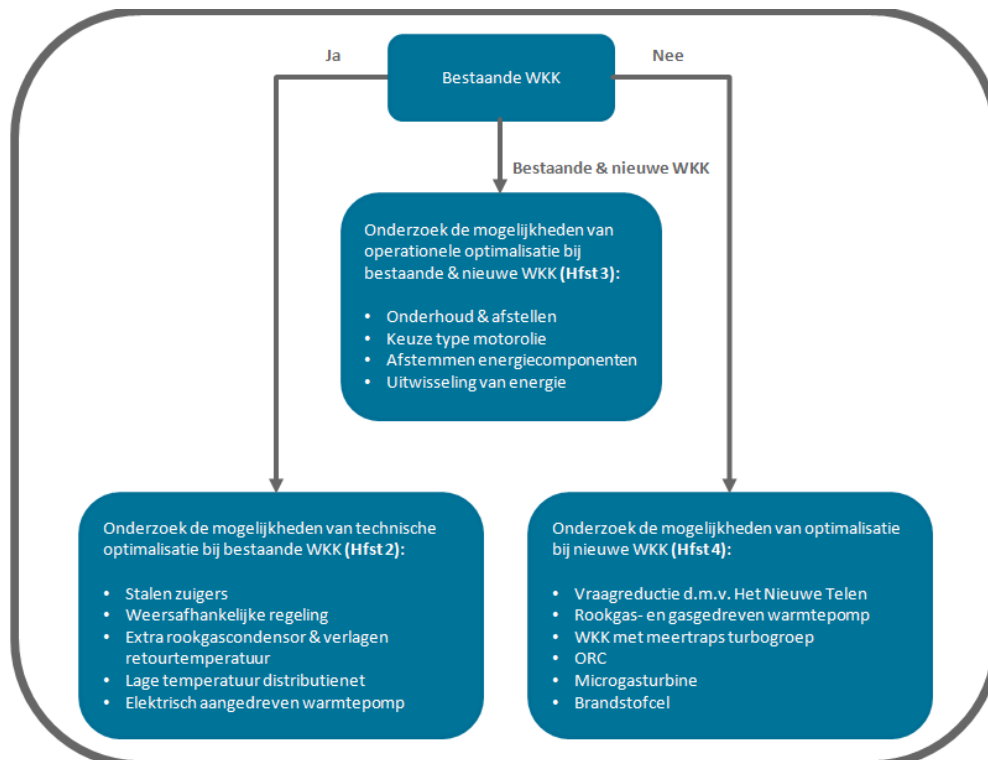 Ja
Bestaande WKK
Nee
Bestaande & nieuwe WKK
Onderzoek de mogelijkheden van
operationele optimalisatie bij
bestaande & nieuwe WKK (Hfst 3):
• Onderhoud & afstellen
• Keuze type motorolie
• Afstemmen energiecomponenten
• Uitwisseling van energie
Onderzoek de mogelijkheden van technische
optimalisatie bij bestaande WKK (Hfst 2):
• Stalen zuigers
• Weersafhankelijke regeling
• Extra rookgascondensor & verlagen
retourtemperatuur
• Lage temperatuur distributienet
• Elektrisch aangedreven warmtepomp
Onderzoek de mogelijkheden van optimalisatie
bij nieuwe WKK (Hfst 4):
• Vraagreductie d.m.v. Het Nieuwe Telen
• Rookgas- en gasgedreven warmtepomp
• WKK met meertraps turbogroep
• ORC
• Microgasturbine
• Brandstofcel